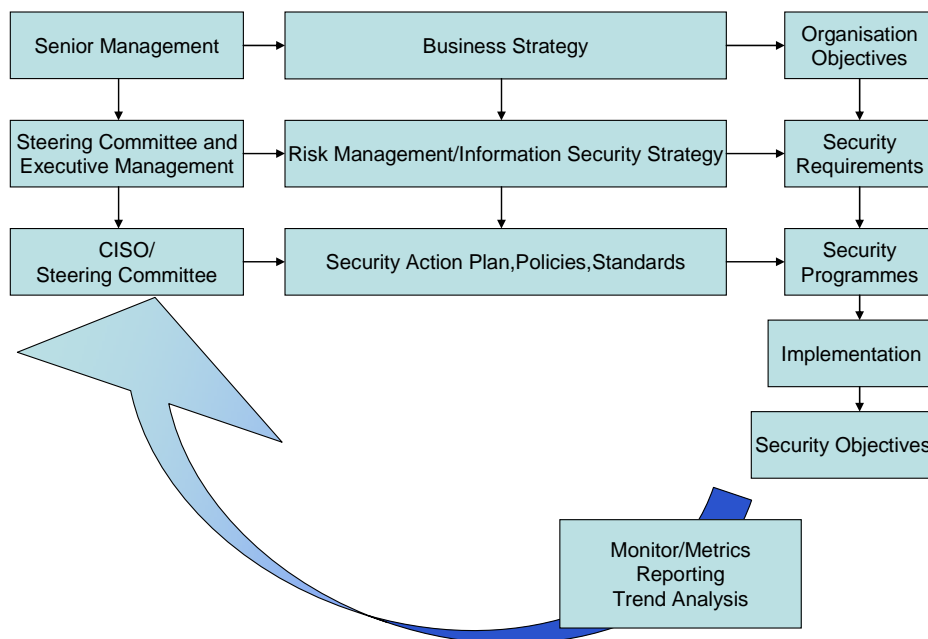 Senior Management
Business Strategy
Organisation
Objectives
Steering Committee and
Executive Management
Risk Management/Information Security Strategy
Security
Requirements
CISO/
Steering Committee
Security Action Plan,Policies,Standards
Security
Programmes
Implementation
Security Objectives
Monitor/Metrics
Reporting
Trend Analysis